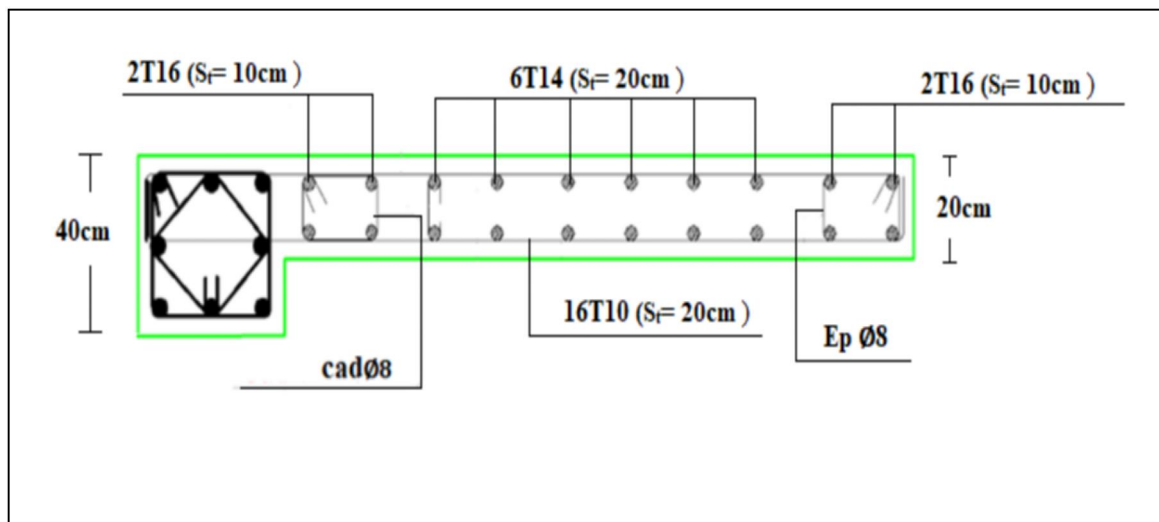 2T16 (St= 10cm )
6T14 (St= 20cm )
2T16 (St= 10cm )
40cm
20cm
16T10 (St= 20cm )
Ep Ø8
cadØ8